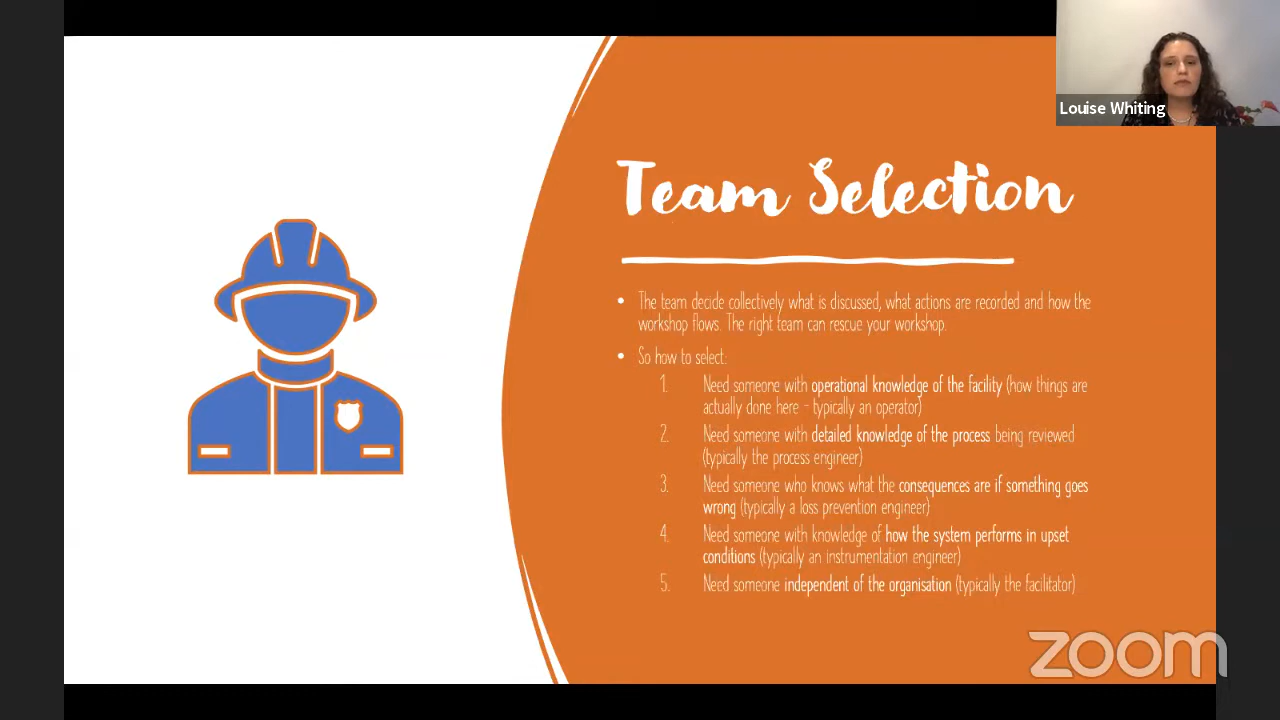 Louise Whiting
Team Selection
• The team decide collectively what is discussed, what actions are recorded and how the
workshop flows. The right team can rescue your workshop.
• So how to select:
1. Need someone with operational knowledge of the facility (how things are
actually done here – typically an operator)
2. Need someone with detailed knowledge of the process being reviewed
(typically the process engineer)
3. Need someone who knows what the consequences are if something goes
wrong (typically a loss prevention engineer)
4. Need someone with knowledge of how the system performs in upset
conditions (typically an instrumentation engineer)
5. Need someone independent of the organisation (typically the facilitator)
zoom